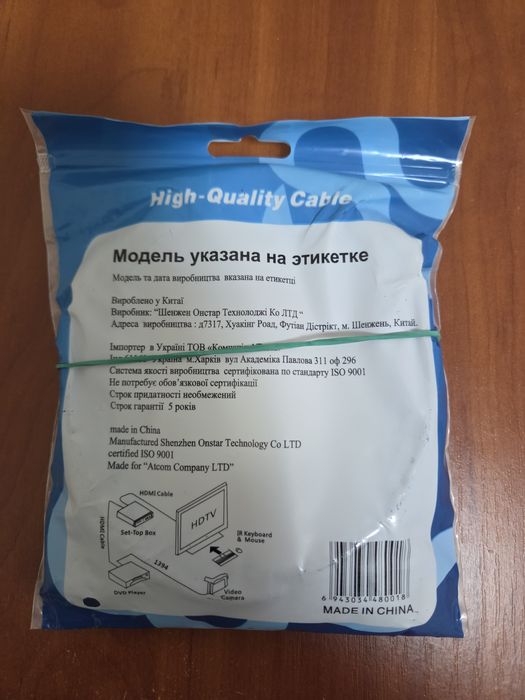 High-Quality Cable
Модель указана на этикетке
Модель та дата виробництва вказана на етикетці
Вироблено у Китаї
Виробник: "Шенжен Онстар Технолоджі Ко ЛТД "
Адреса виробництва : д7317, Хуакінг Роад, Футіан Дістрікт, м. Шенжень, Китай.
Імпортер в Україні ТОВ
Україна м.Харків вул Академіка Павлова 311 оф 296
Система якості виробництва сертифікована по стандарту ISO 9001
Не потребує обов'язкової сертифікації
Строк придатності необмежений
Строк гарантії 5 років
made in China
Manufactured Shenzhen Onstar Technology Co LTD
certified ISO 9001
Made for "Atcom Company LTD"
HDMI Cable
HDTV
Set-Top Box
IR Keyboard
& Mouse
HDMI Cable
1394
DVD Player
Video
Camera
6 943034 480018
MADE IN CHINA